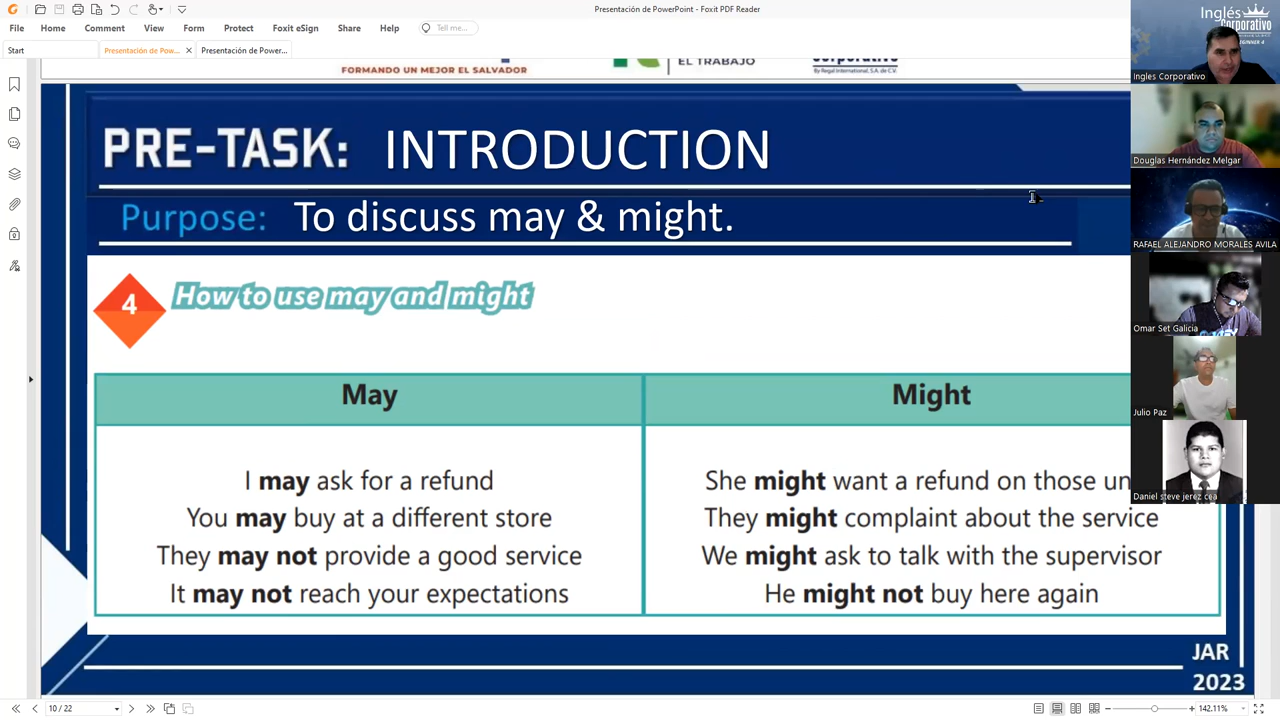 Presentación de PowerPoint - Foxit PDF Reader
File Home Comment View Form Protect Foxit eSign Share Help Tell me...
Start Presentación de Pow... Presentación de Power...
FORMANDO UN MEJOR EL SALVADOR
EL TRABAJO
By Regal International, S.A. de C.V.
PRE-TASK: INTRODUCTION
Purpose: To discuss may & might.
4 How to use may and might
May Might
I may ask for a refund
You may buy at a different store
They may not provide a good service
It may not reach your expectations
She might want a refund on those un
They might complaint about the service
We might ask to talk with the supervisor
He might not buy here again
JAR
2023
10 / 22
142.11%
Inglés
Corporativo
BEGINNER 4
Ingles Corporativo
Douglas Hernández Melgar
RAFAEL ALEJANDRO MORALES AVILA
Omar Set Galicia
Julio Paz
Daniel steve jerez cea